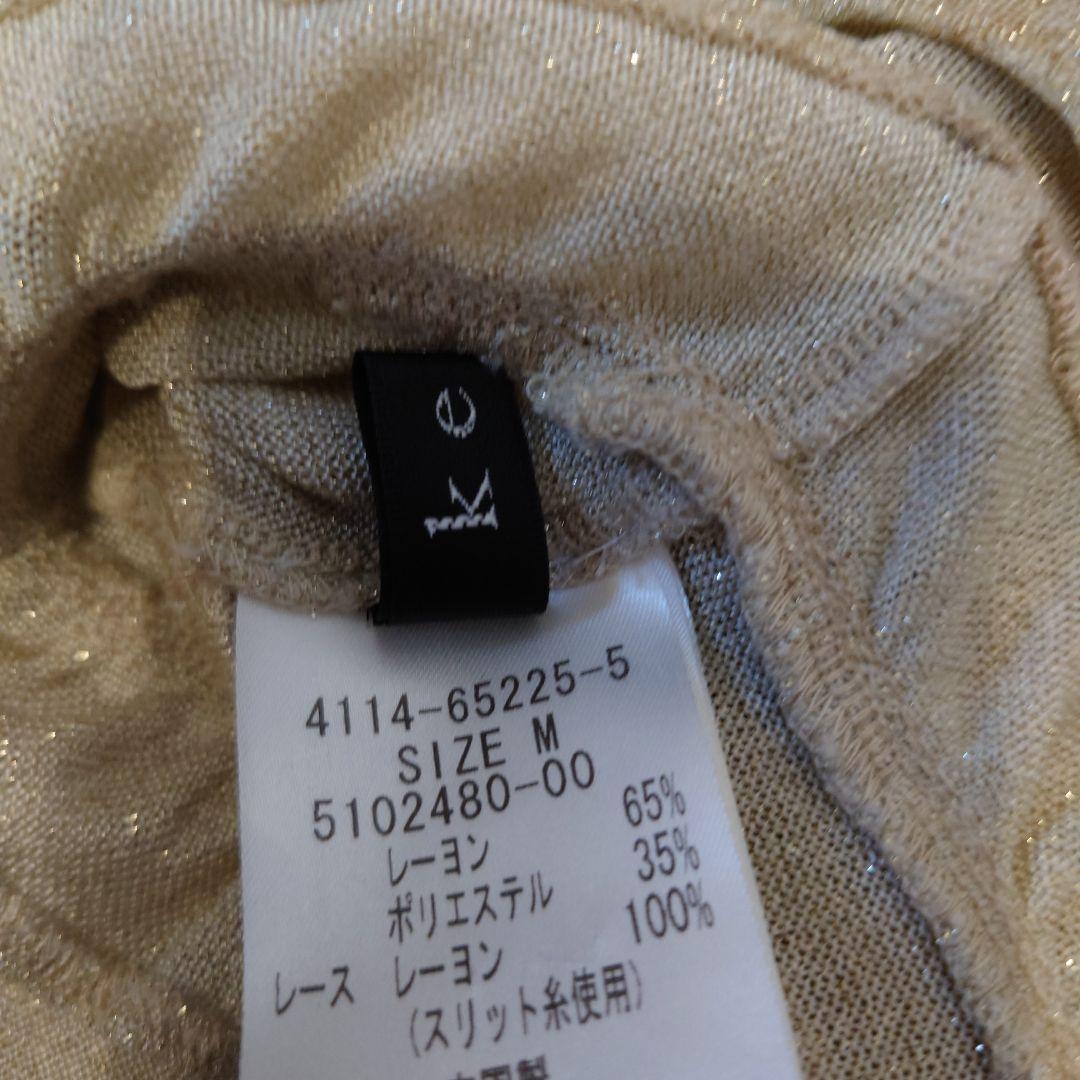 k e
4114-65225-5
SIZE M
5102480-00
レーヨン 65%
ポリエステル 35%
レース レーヨン 100%
(スリット糸使用)